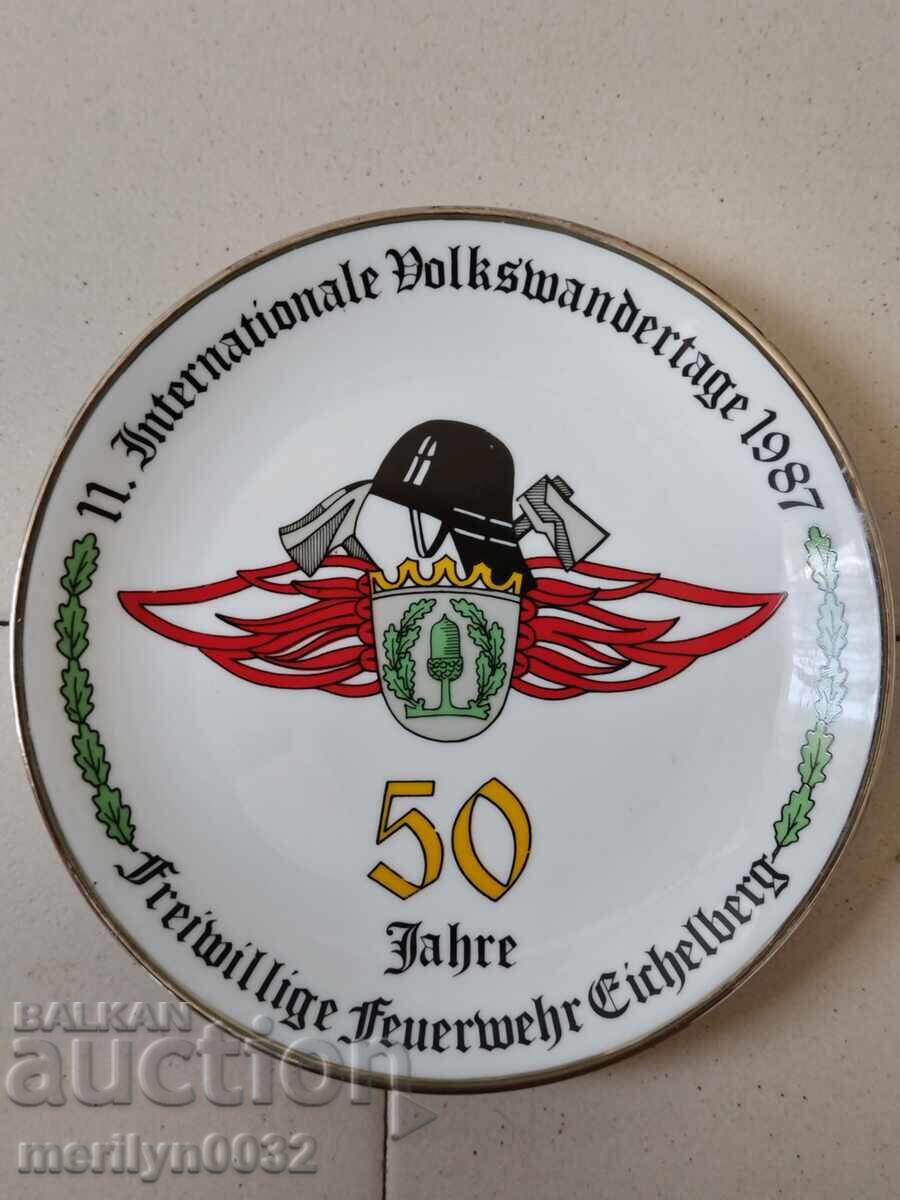 11. Internationale Volkswandertage 1987
50
Jahre
Freiwillige Feuerwehr Eichelberg
BALKAN
auction
merilyn0032